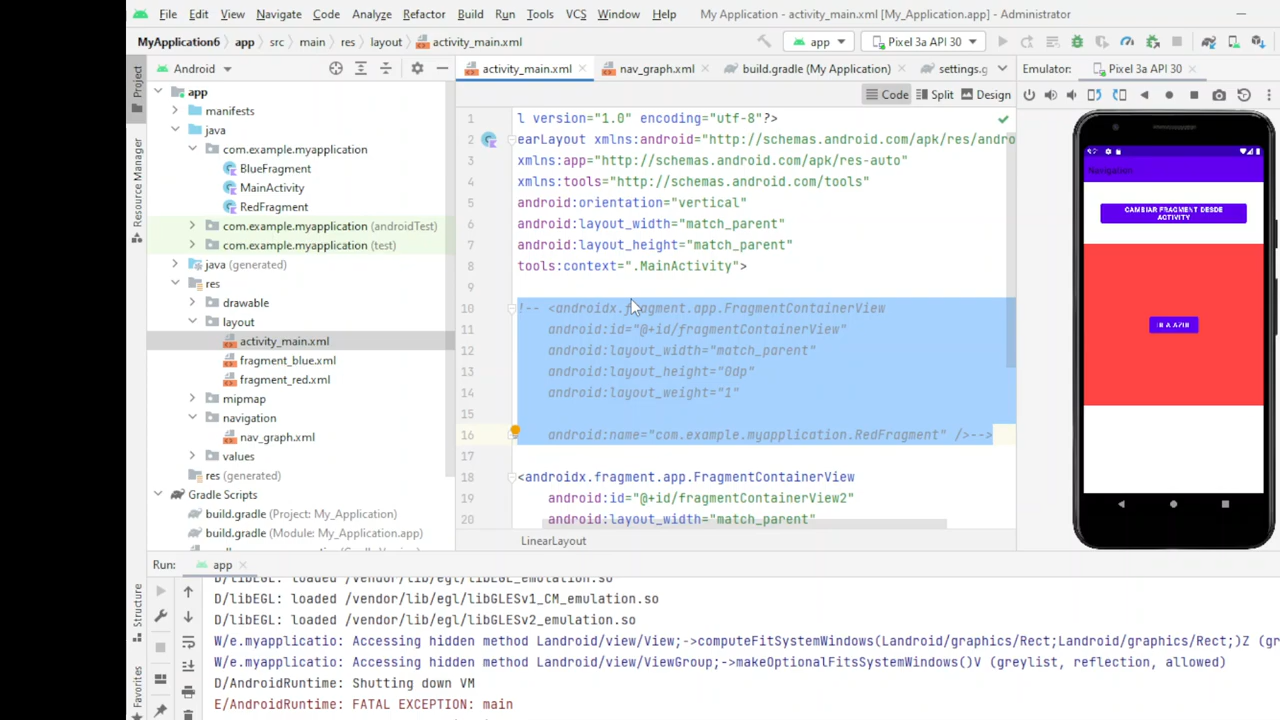 File Edit View Navigate Code Analyze Refactor Build Run Tools VCS Window Help My Application - activity_main.xml [My_Application.app] - Administrator
MyApplication6 app src main res layout activity_main.xml app Pixel 3a API 30
Project
Resource Manager
Structure
Favorites
Android
app
manifests
java
com.example.myapplication
BlueFragment
MainActivity
RedFragment
com.example.myapplication (androidTest)
com.example.myapplication (test)
java (generated)
res
drawable
layout
activity_main.xml
fragment_blue.xml
fragment_red.xml
mipmap
navigation
nav_graph.xml
values
res (generated)
Gradle Scripts
build.gradle (Project: My_Application)
build.gradle (Module: My_Application.app)
activity_main.xml nav_graph.xml build.gradle (My Application) settings.g
Code Split Design
1 l version="1.0" encoding="utf-8"?>
2 earLayout xmlns:android="http://schemas.android.com/apk/res/andro
3 xmlns:app="http://schemas.android.com/apk/res-auto"
4 xmlns:tools="http://schemas.android.com/tools"
5 android:orientation="vertical"
6 android:layout_width="match_parent"
7 android:layout_height="match_parent"
8 tools:context=".MainActivity">
9
10 !-- <androidx.fragment.app.FragmentContainerView
11 android:id="@+id/fragmentContainerView"
12 android:layout_width="match_parent"
13 android:layout_height="0dp"
14 android:layout_weight="1"
15
16 android:name="com.example.myapplication.RedFragment" />-->
17
18 <androidx.fragment.app.FragmentContainerView
19 android:id="@+id/fragmentContainerView2"
20 android:layout_width="match_parent"
LinearLayout
Emulator: Pixel 3a API 30
Navigation
CAMBIAR FRAGMENT DESDE
ACTIVITY
IR A AZUL
Run: app
D/libEGL: loaded /vendor/lib/egl/libEGL_emulation.so
D/libEGL: loaded /vendor/lib/egl/libGLESv1_CM_emulation.so
D/libEGL: loaded /vendor/lib/egl/libGLESv2_emulation.so
W/e.myapplicatio: Accessing hidden method Landroid/view/View;->computeFitSystemWindows(Landroid/graphics/Rect;Landroid/graphics/Rect;)Z (gre
W/e.myapplicatio: Accessing hidden method Landroid/view/ViewGroup;->makeOptionalFitsSystemWindows()V (greylist, reflection, allowed)
D/AndroidRuntime: Shutting down VM
E/AndroidRuntime: FATAL EXCEPTION: main